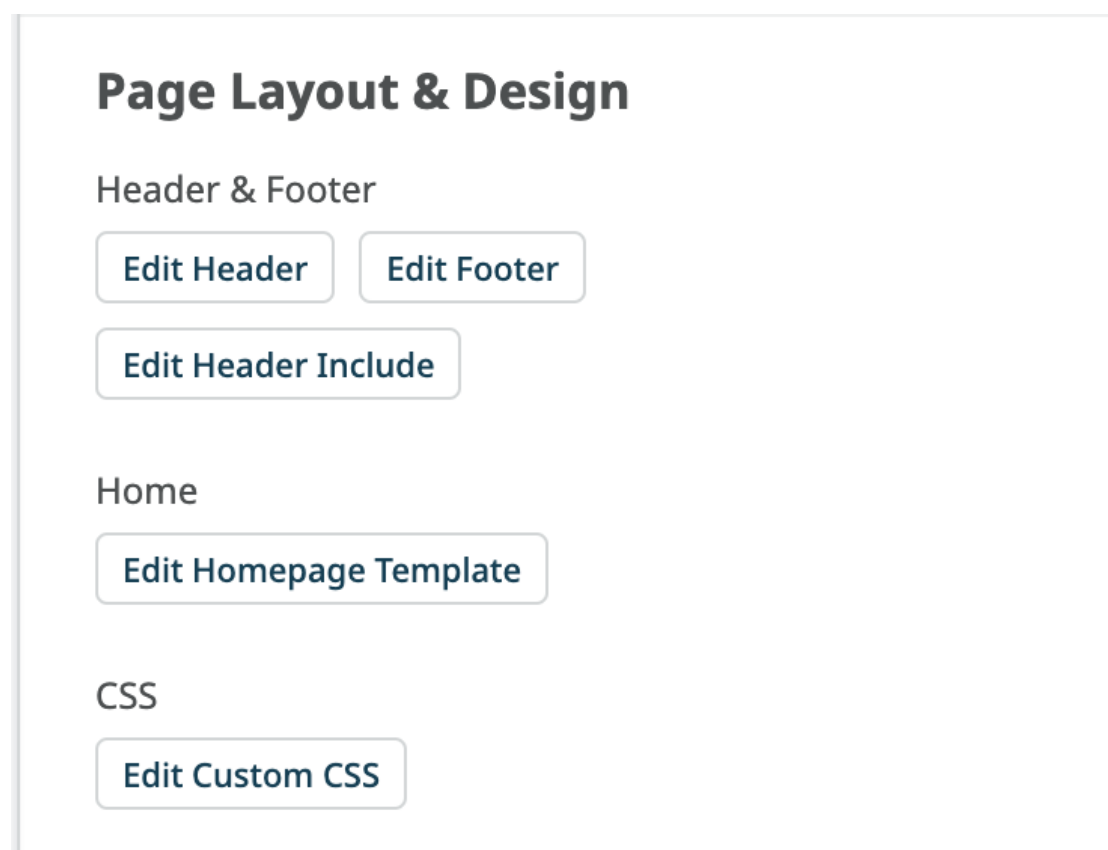 Page Layout & Design
Header & Footer
Edit Header Edit Footer
Edit Header Include
Home
Edit Homepage Template
CSS
Edit Custom CSS